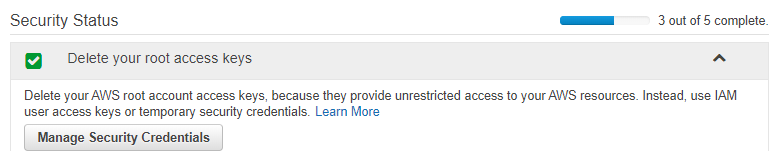 Security Status
3 out of 5 complete.
Delete your root access keys
Delete your AWS root account access keys, because they provide unrestricted access to your AWS resources. Instead, use IAM
user access keys or temporary security credentials. Learn More
Manage Security Credentials